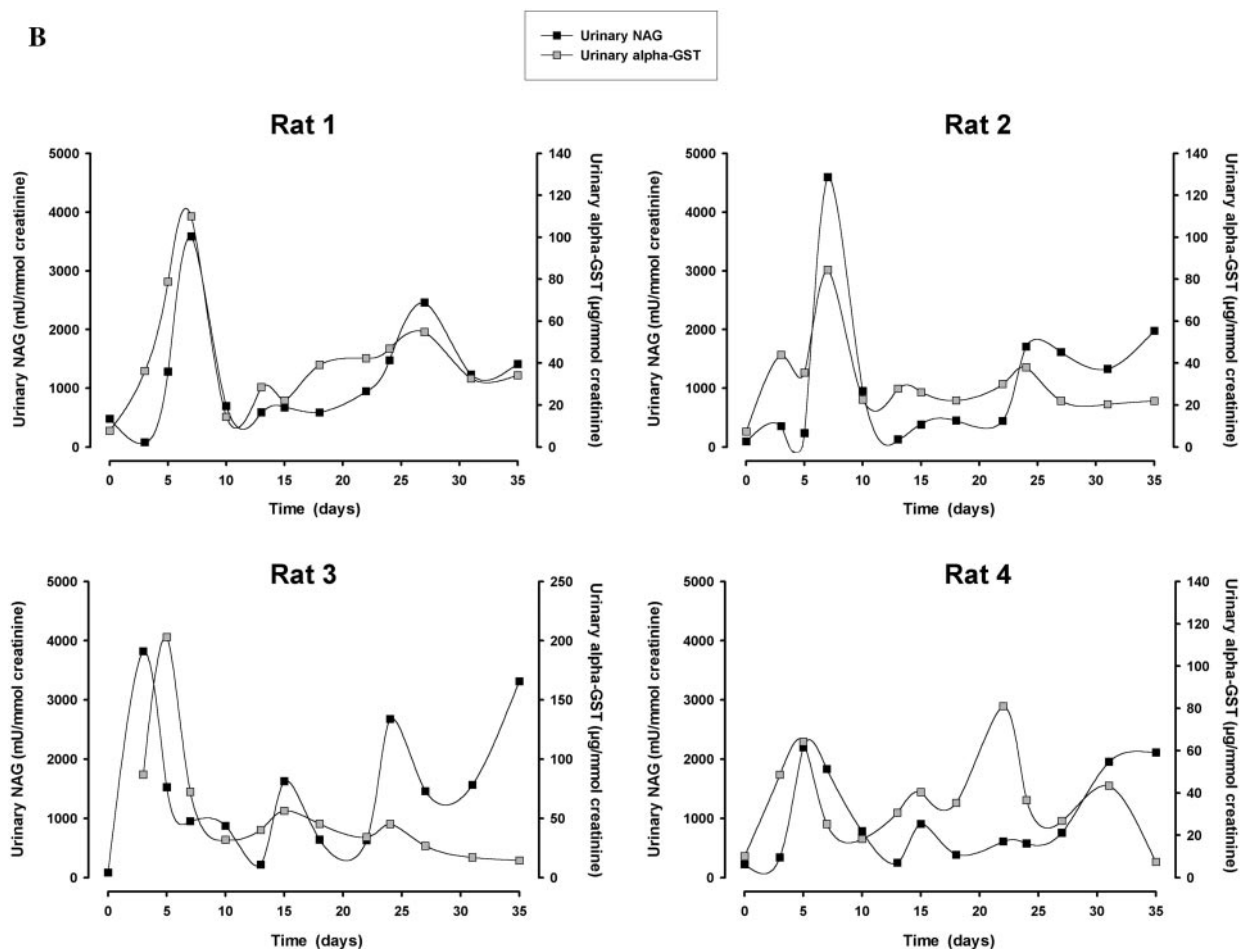 B
Urinary NAG
Urinary alpha-GST
Rat 1
Urinary NAG (mU/mmol creatinine)
5000
4000
3000
2000
1000
0
140
120
100
80
60
40
20
0
Urinary alpha-GST (µg/mmol creatinine)
0 5 10 15 20 25 30 35
Time (days)
Rat 2
Urinary NAG (mU/mmol creatinine)
5000
4000
3000
2000
1000
0
140
120
100
80
60
40
20
0
Urinary alpha-GST (µg/mmol creatinine)
0 5 10 15 20 25 30 35
Time (days)
Rat 3
Urinary NAG (mU/mmol creatinine)
5000
4000
3000
2000
1000
0
250
200
150
100
50
0
Urinary alpha-GST (µg/mmol creatinine)
0 5 10 15 20 25 30 35
Time (days)
Rat 4
Urinary NAG (mU/mmol creatinine)
5000
4000
3000
2000
1000
0
140
120
100
80
60
40
20
0
Urinary alpha-GST (µg/mmol creatinine)
0 5 10 15 20 25 30 35
Time (days)